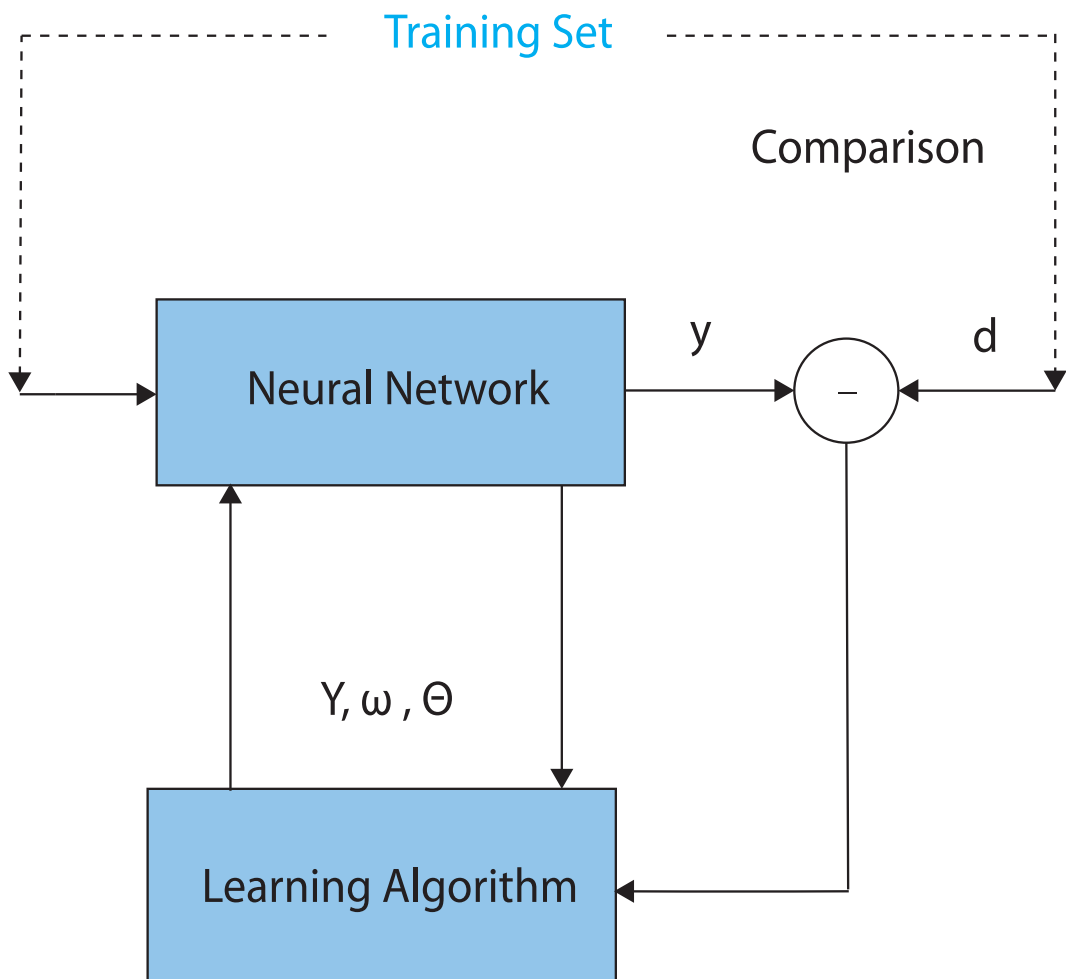 Training Set
Comparison
y
d
Neural Network
–
Y, ω , Θ
Learning Algorithm